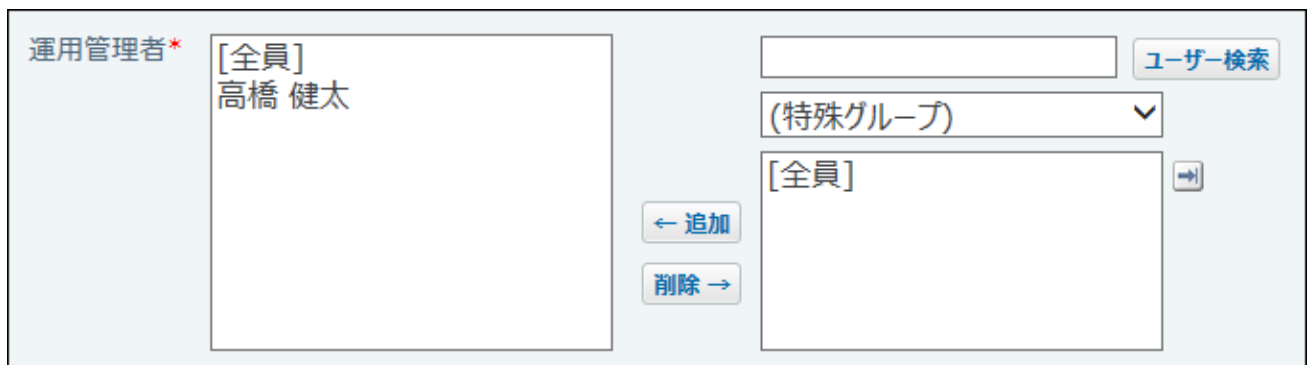 運用管理者*
[全員]
高橋 健太
← 追加
削除 →
ユーザー検索
(特殊グループ)
[全員]